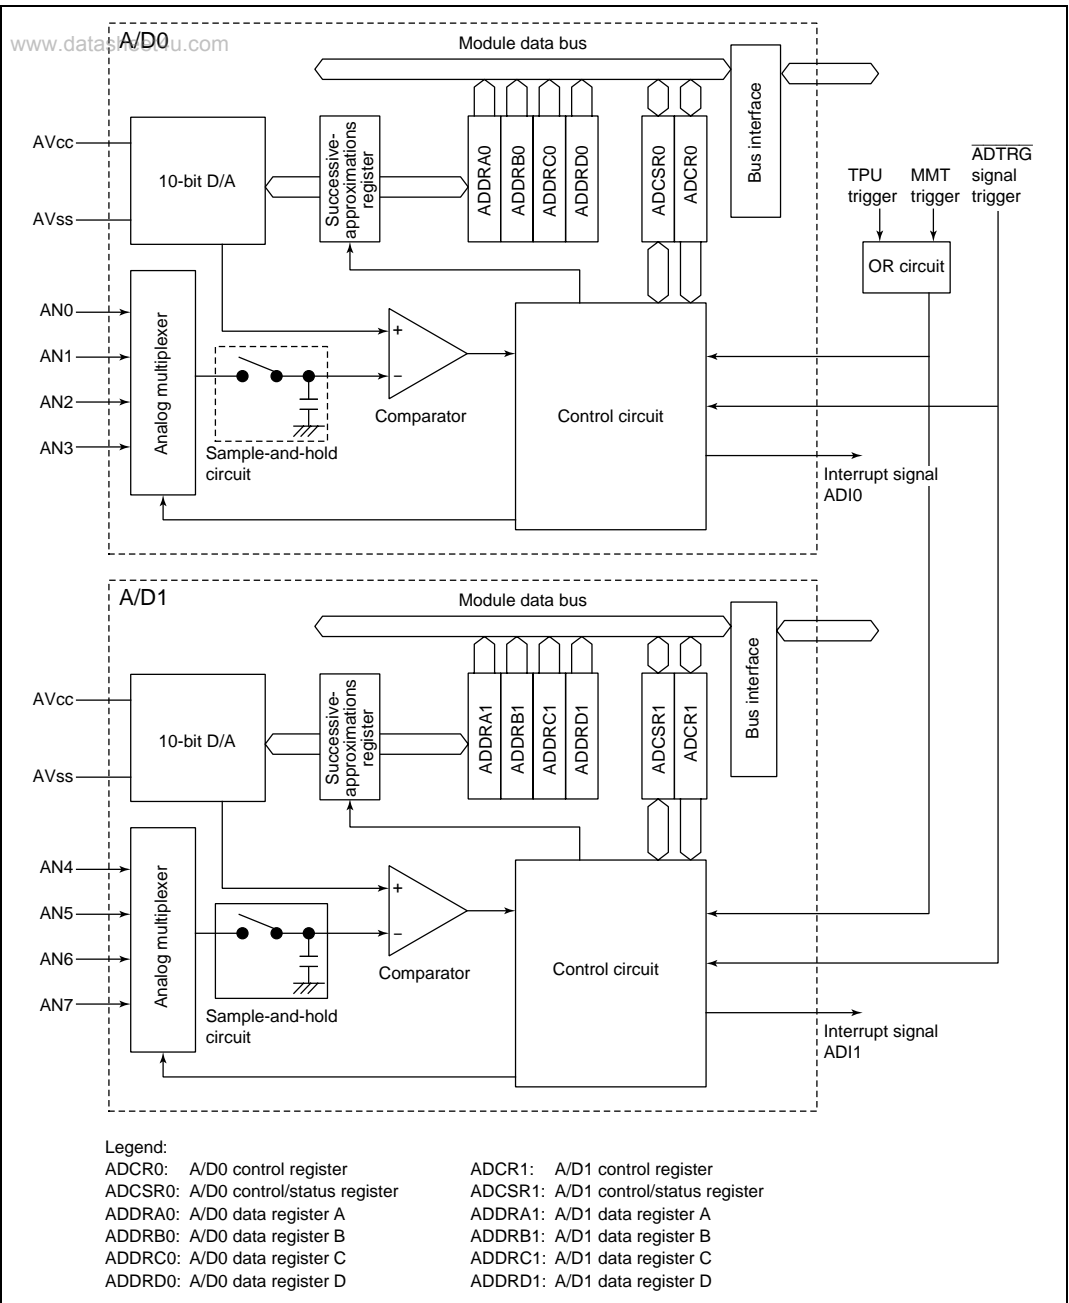 www.datasheet4u.com
A/D0
Module data bus
AVcc
AVss
10-bit D/A
Successive-
approximations
register
ADDRA0
ADDRB0
ADDRC0
ADDRD0
ADCSR0
ADCR0
Bus interface
TPU
trigger
MMT
trigger
ADTRG
signal
trigger
OR circuit
AN0
AN1
AN2
AN3
Analog multiplexer
+
−
Comparator
Sample-and-hold
circuit
Control circuit
Interrupt signal
ADI0
A/D1
Module data bus
AVcc
AVss
10-bit D/A
Successive-
approximations
register
ADDRA1
ADDRB1
ADDRC1
ADDRD1
ADCSR1
ADCR1
Bus interface
AN4
AN5
AN6
AN7
Analog multiplexer
+
−
Comparator
Sample-and-hold
circuit
Control circuit
Interrupt signal
ADI1
Legend:
ADCR0: A/D0 control register
ADCSR0: A/D0 control/status register
ADDRA0: A/D0 data register A
ADDRB0: A/D0 data register B
ADDRC0: A/D0 data register C
ADDRD0: A/D0 data register D
ADCR1: A/D1 control register
ADCSR1: A/D1 control/status register
ADDRA1: A/D1 data register A
ADDRB1: A/D1 data register B
ADDRC1: A/D1 data register C
ADDRD1: A/D1 data register D